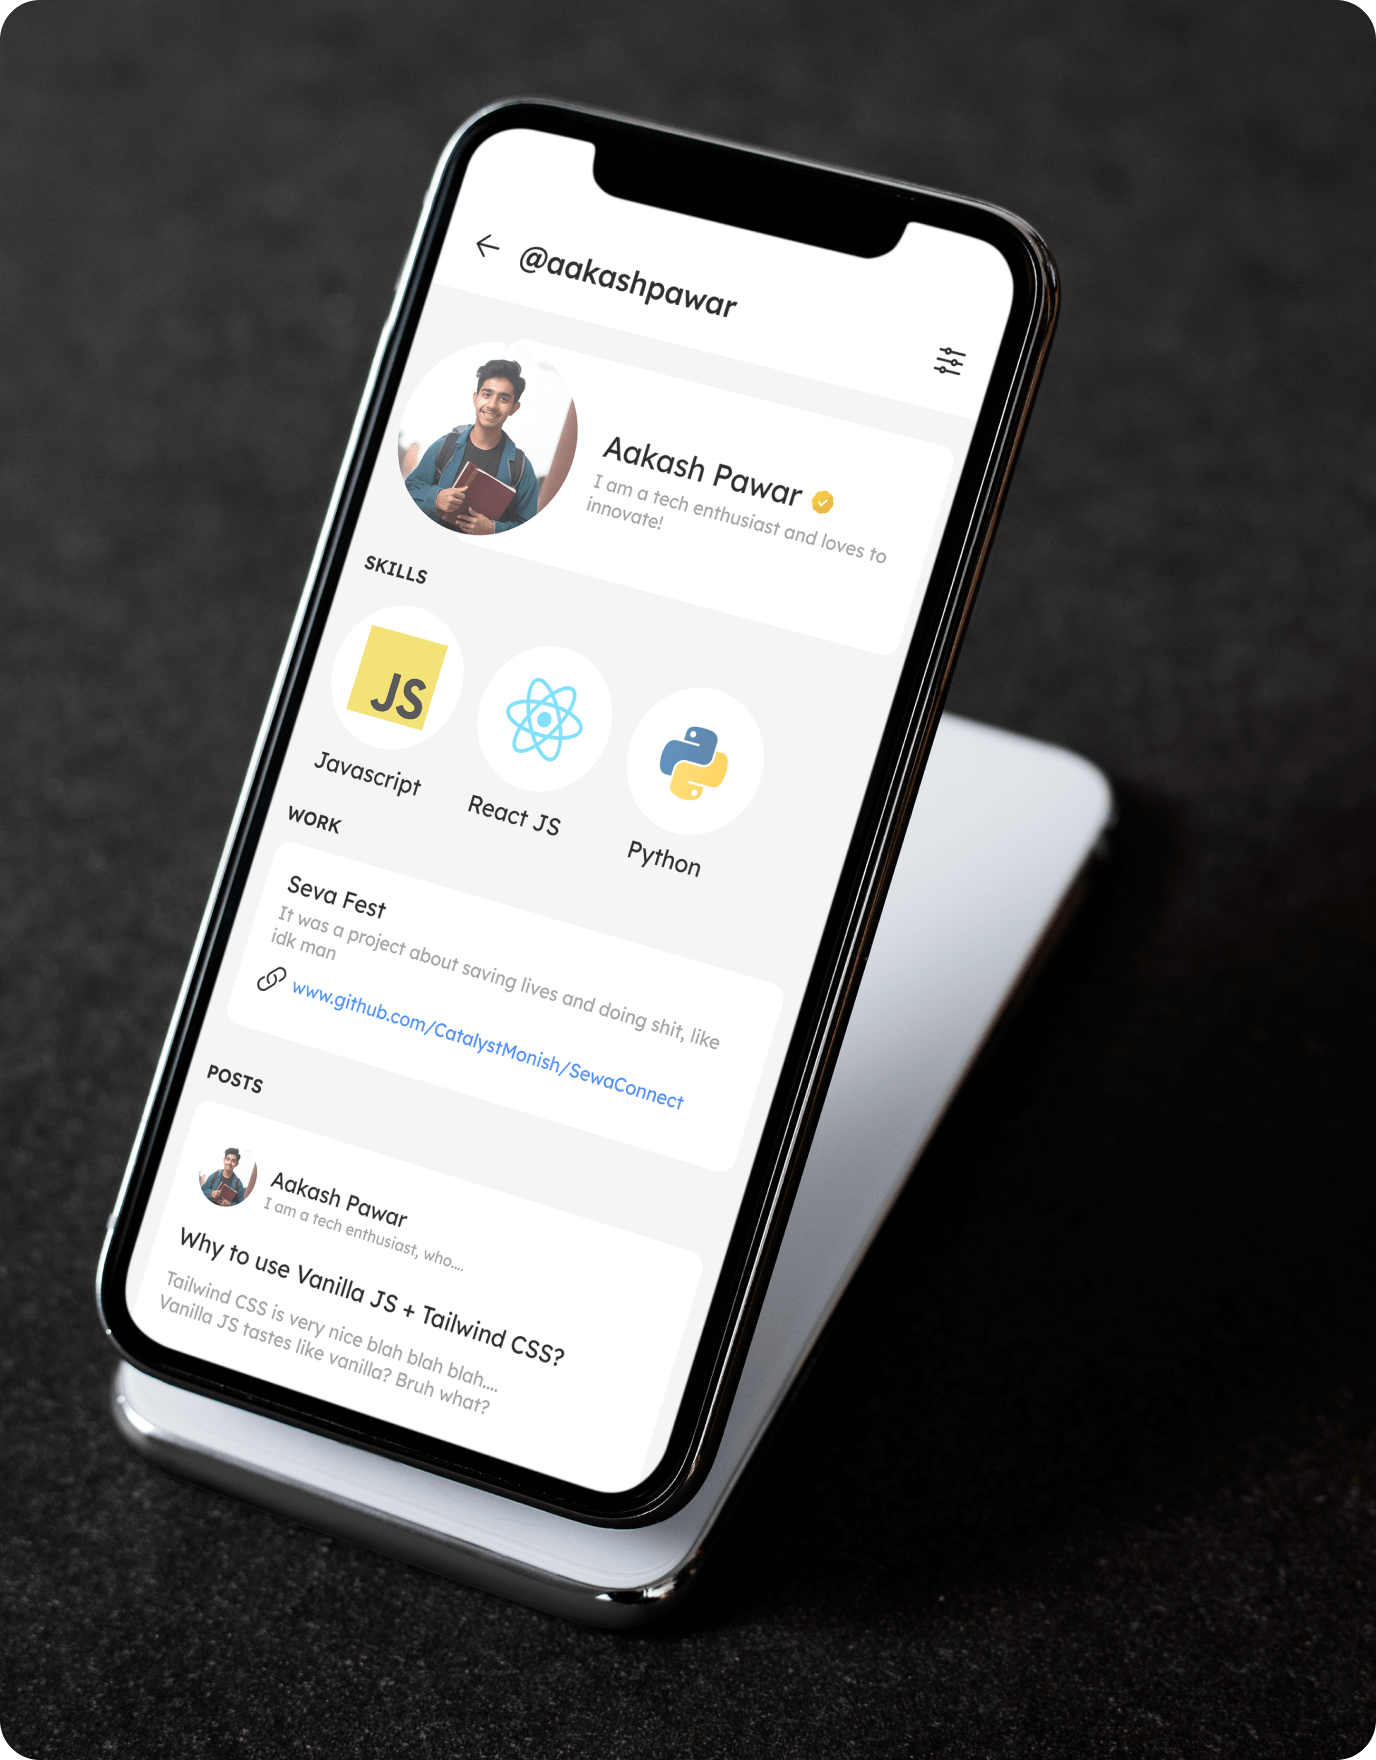 @aakashpawar
Aakash Pawar
I am a tech enthusiast and loves to
innovate!
SKILLS
JS
Javascript
React JS
Python
WORK
Seva Fest
It was a project about saving lives and doing shit, like
idk man
www.github.com/CatalystMonish/SewaConnect
POSTS
Aakash Pawar
I am a tech enthusiast, who....
Why to use Vanilla JS + Tailwind CSS?
Tailwind CSS is very nice blah blah blah....
Vanilla JS tastes like vanilla? Bruh what?